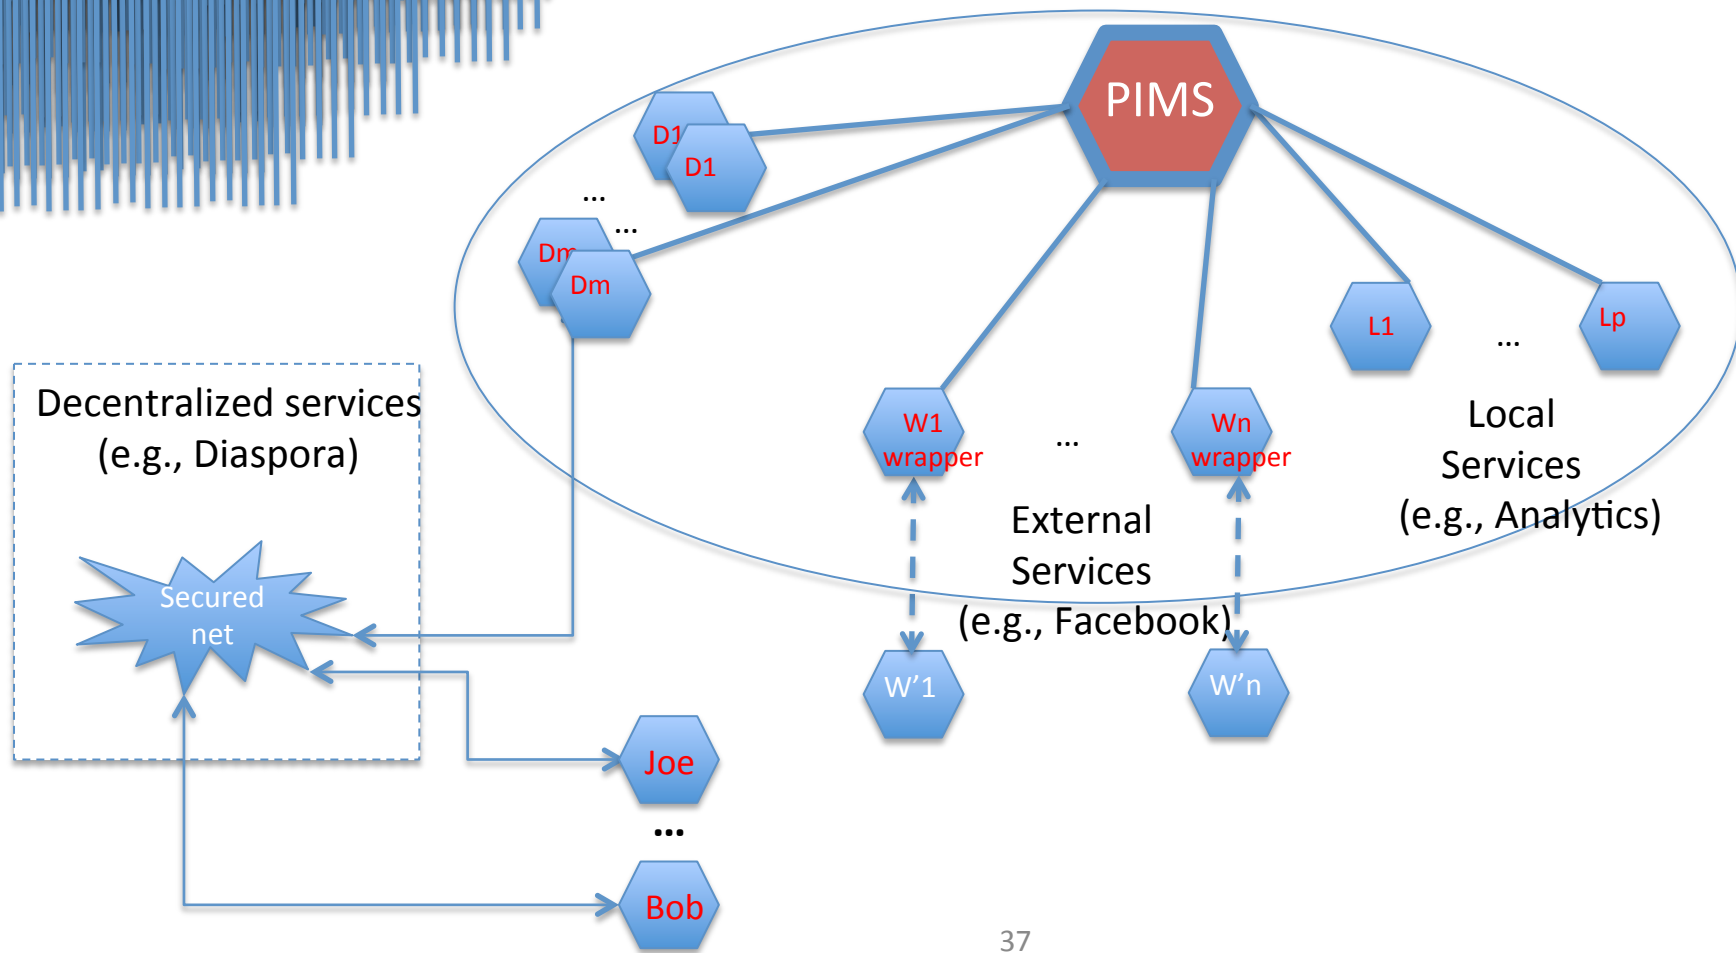 PIMS
D1
D1
...
...
Dm
Dm
L1
...
Lp
Decentralized services
(e.g., Diaspora)
W1
wrapper
...
Wn
wrapper
Local
Services
(e.g., Analytics)
External
Services
(e.g., Facebook)
Secured
net
W’1
W’n
Joe
...
Bob
37